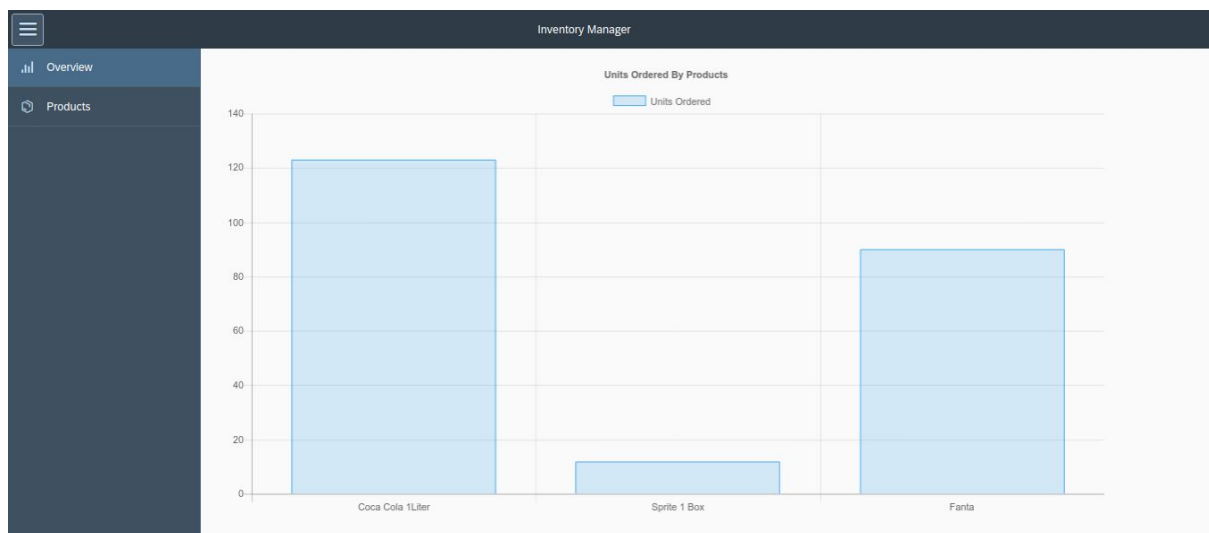 Inventory Manager
Overview
Products
Units Ordered By Products
Units Ordered
140
120
100
80
60
40
20
0
Coca Cola 1Liter Sprite 1 Box Fanta